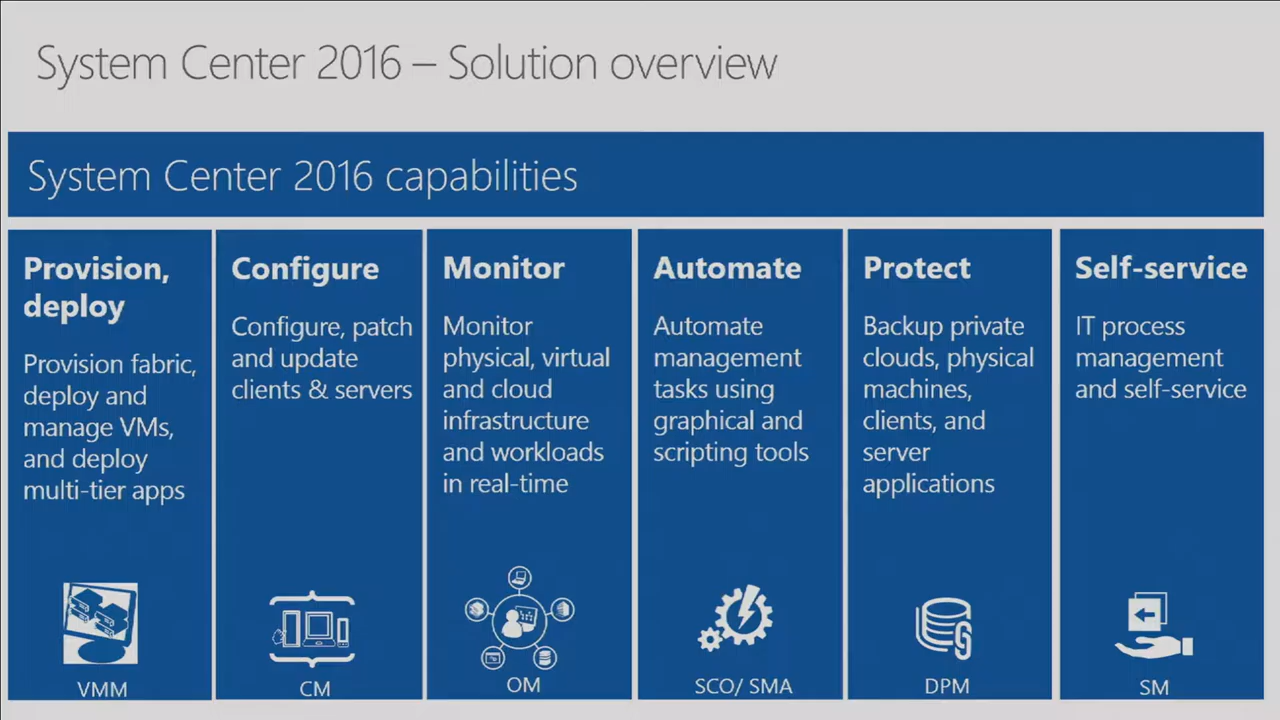 System Center 2016 – Solution overview
System Center 2016 capabilities
Provision,
deploy
Provision fabric,
deploy and
manage VMs,
and deploy
multi-tier apps
VMM
Configure
Configure, patch
and update
clients & servers
CM
Monitor
Monitor
physical, virtual
and cloud
infrastructure
and workloads
in real-time
OM
Automate
Automate
management
tasks using
graphical and
scripting tools
SCO/ SMA
Protect
Backup private
clouds, physical
machines,
clients, and
server
applications
DPM
Self-service
IT process
management
and self-service
SM